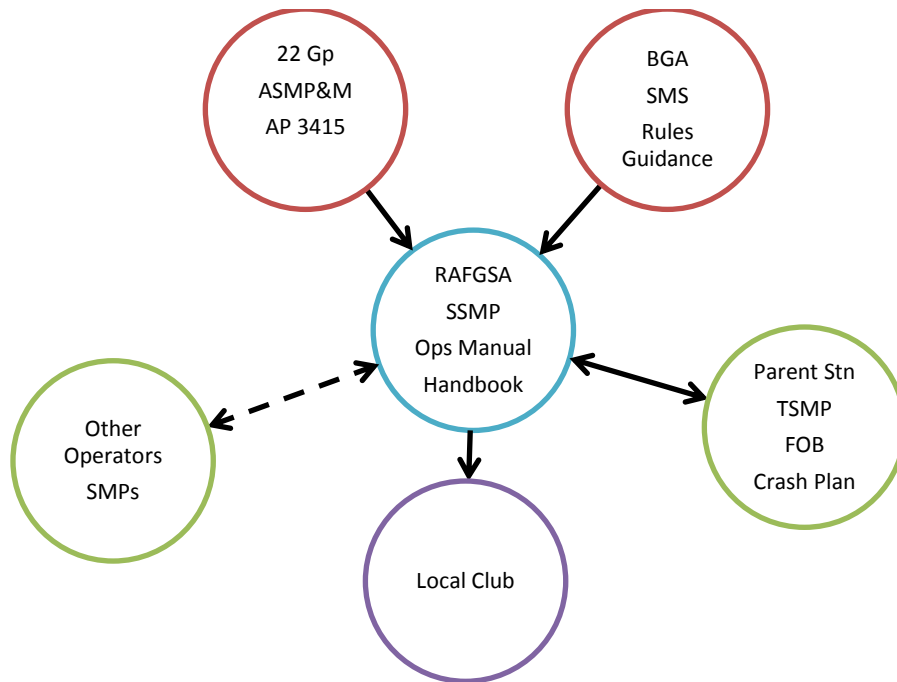 22 Gp
ASMP&M
AP 3415
BGA
SMS
Rules
Guidance
RAFGSA
SSMP
Ops Manual
Handbook
Parent Stn
TSMP
FOB
Crash Plan
Other
Operators
SMPs
Local Club